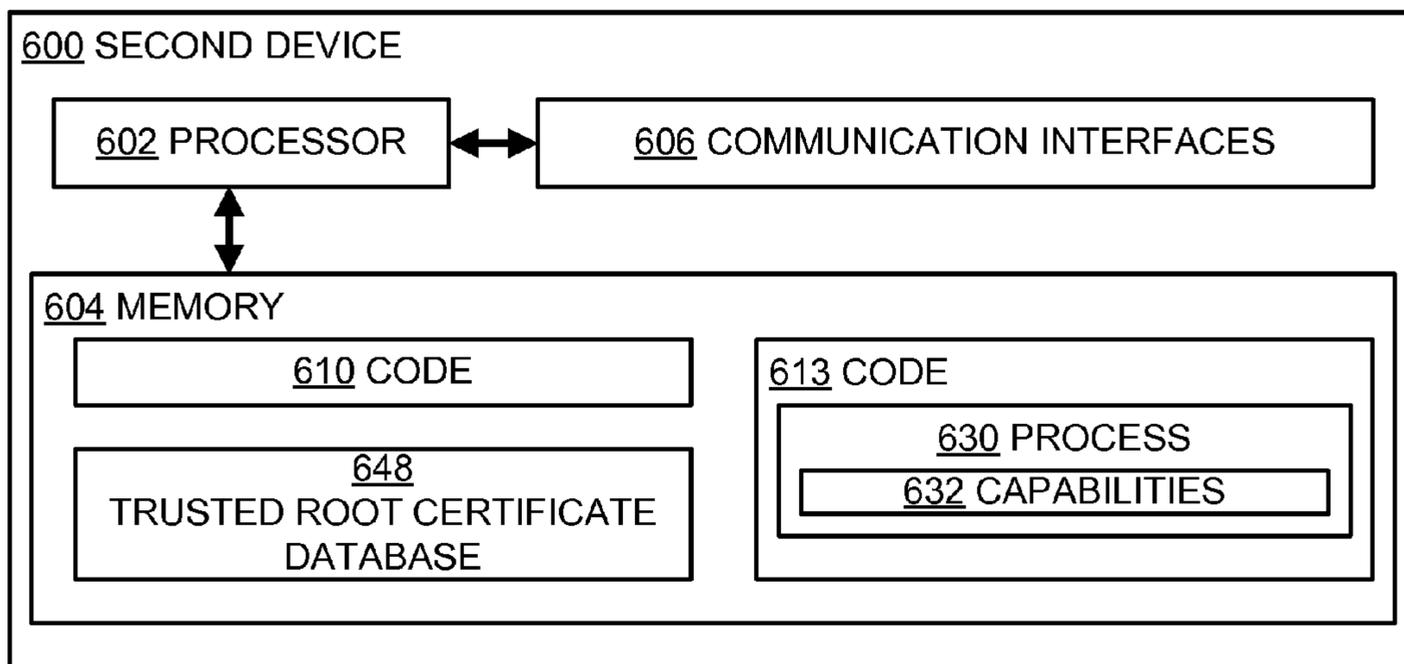 600 SECOND DEVICE
602 PROCESSOR
606 COMMUNICATION INTERFACES
604 MEMORY
610 CODE
648
TRUSTED ROOT CERTIFICATE
DATABASE
613 CODE
630 PROCESS
632 CAPABILITIES